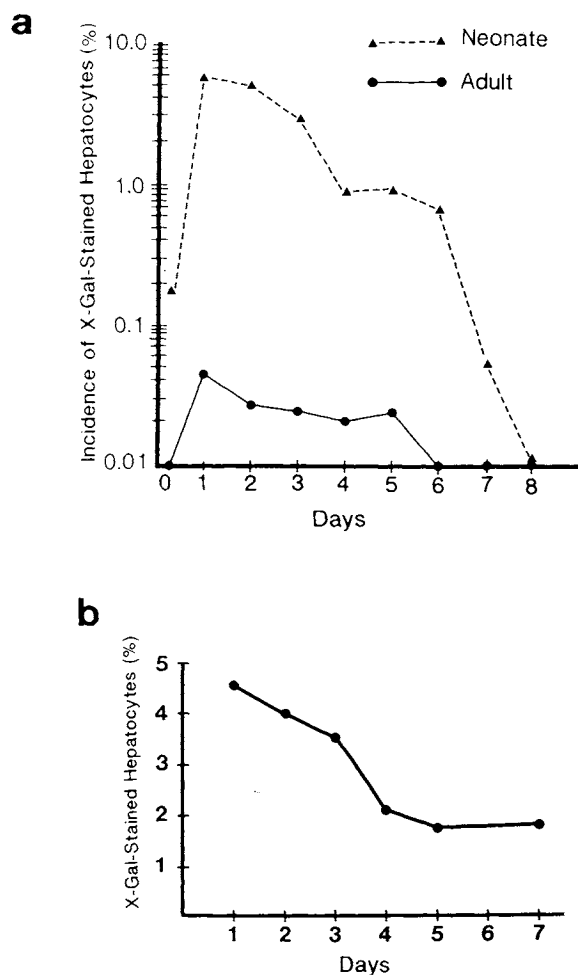 a
Incidence of X-Gal-Stained Hepatocytes (%)
10.0
1.0
0.1
0.01
Neonate
Adult
0 1 2 3 4 5 6 7 8
Days
b
X-Gal-Stained Hepatocytes (%)
5
4
3
2
1
1 2 3 4 5 6 7
Days